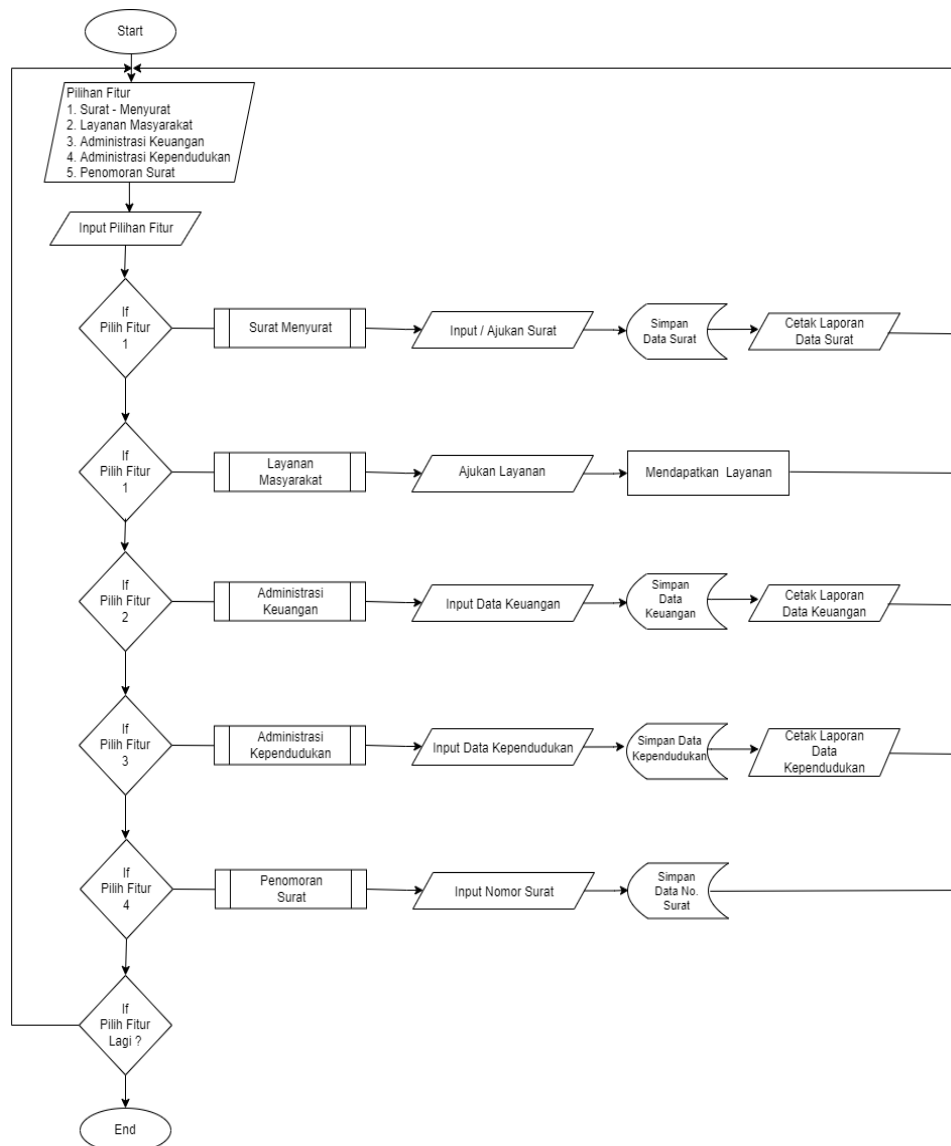 Start
Pilihan Fitur
1. Surat - Menyurat
2. Layanan Masyarakat
3. Administrasi Keuangan
4. Administrasi Kependudukan
5. Penomoran Surat
Input Pilihan Fitur
If
Pilih Fitur
1
Surat Menyurat
Input / Ajukan Surat
Simpan
Data Surat
Cetak Laporan
Data Surat
If
Pilih Fitur
1
Layanan
Masyarakat
Ajukan Layanan
Mendapatkan Layanan
If
Pilih Fitur
2
Administrasi
Keuangan
Input Data Keuangan
Simpan
Data
Keuangan
Cetak Laporan
Data Keuangan
If
Pilih Fitur
3
Administrasi
Kependudukan
Input Data Kependudukan
Simpan Data
Kependudukan
Cetak Laporan
Data
Kependudukan
If
Pilih Fitur
4
Penomoran
Surat
Input Nomor Surat
Simpan
Data No.
Surat
If
Pilih Fitur
Lagi ?
End